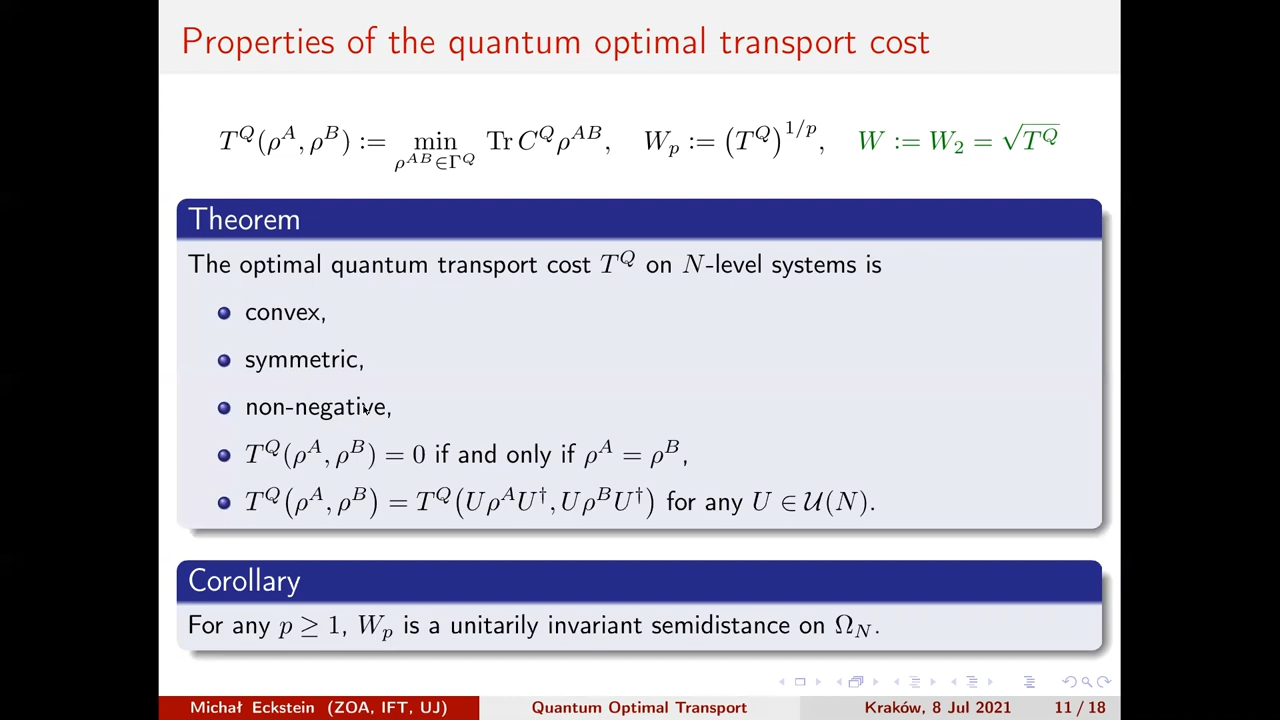 Properties of the quantum optimal transport cost
T^Q(ρ^A, ρ^B) := min_{ρ^{AB}∈Γ^Q} Tr C^Q ρ^{AB}, W_p := (T^Q)^{1/p}, W := W_2 = √T^Q
Theorem
The optimal quantum transport cost T^Q on N-level systems is
convex,
symmetric,
non-negative,
T^Q(ρ^A, ρ^B) = 0 if and only if ρ^A = ρ^B,
T^Q(ρ^A, ρ^B) = T^Q(Uρ^A U^†, Uρ^B U^†) for any U ∈ 𝒰(N).
Corollary
For any p ≥ 1, W_p is a unitarily invariant semidistance on Ω_N.
Michał Eckstein (ZOA, IFT, UJ) Quantum Optimal Transport Kraków, 8 Jul 2021 11 / 18